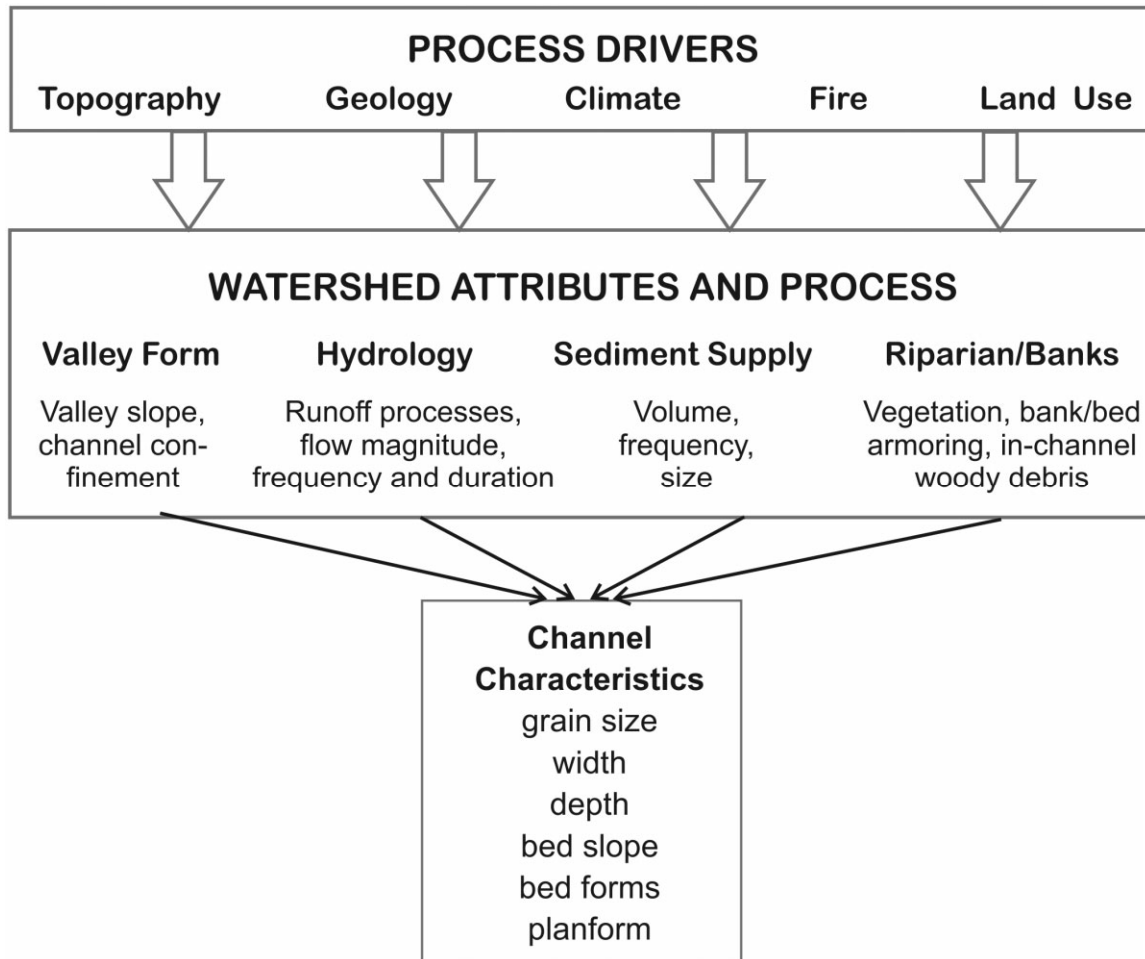 PROCESS DRIVERS
Topography Geology Climate Fire Land Use
WATERSHED ATTRIBUTES AND PROCESS
Valley Form Hydrology Sediment Supply Riparian/Banks
Valley slope,
channel con-
finement
Runoff processes,
flow magnitude,
frequency and duration
Volume,
frequency,
size
Vegetation, bank/bed
armoring, in-channel
woody debris
Channel
Characteristics
grain size
width
depth
bed slope
bed forms
planform